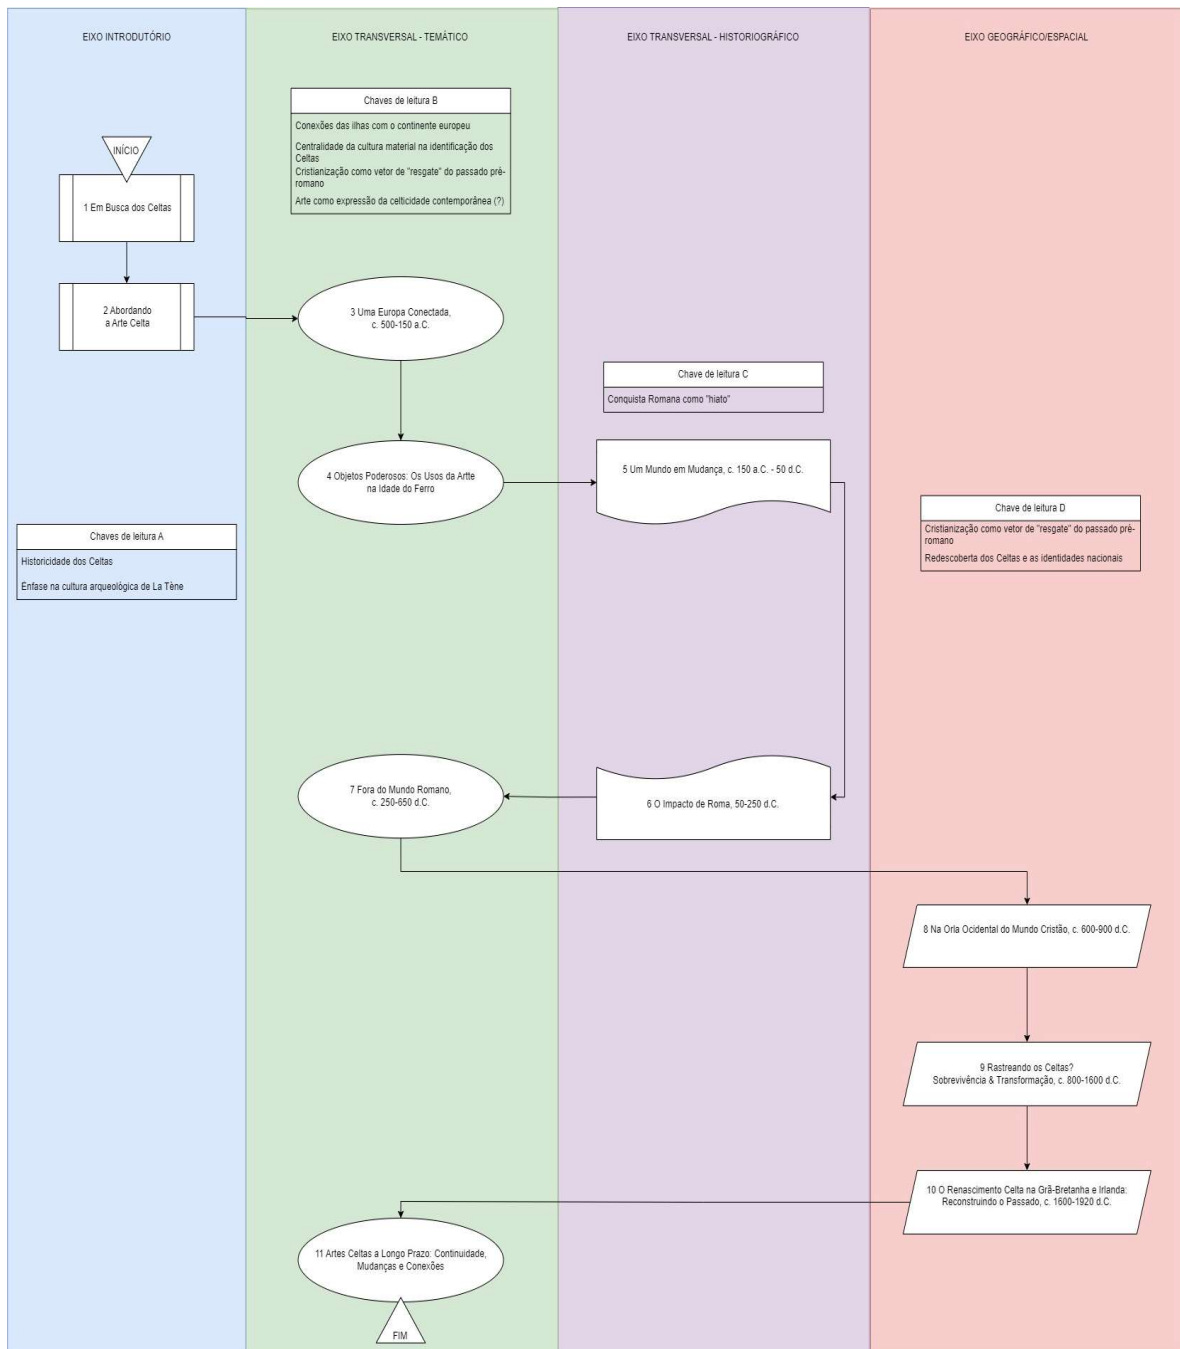 EIXO INTRODUTÓRIO
EIXO TRANSVERSAL - TEMÁTICO
EIXO TRANSVERSAL - HISTORIOGRÁFICO
EIXO GEOGRÁFICO/ESPACIAL
Chaves de leitura B
Conexões das ilhas com o continente europeu
Centralidade da cultura material na identificação dos
Celtas
Cristianização como vetor de "resgate" do passado pré-
romano
Arte como expressão da celticidade contemporânea (?)
INÍCIO
1 Em Busca dos Celtas
2 Abordando
a Arte Celta
3 Uma Europa Conectada,
c. 500-150 a.C.
Chave de leitura C
Conquista Romana como "hiato"
4 Objetos Poderosos: Os Usos da Artte
na Idade do Ferro
5 Um Mundo em Mudança, c. 150 a.C. - 50 d.C.
Chave de leitura D
Cristianização como vetor de "resgate" do passado pré-
romano
Redescoberta dos Celtas e as identidades nacionais
Chaves de leitura A
Historicidade dos Celtas
Ênfase na cultura arqueológica de La Tène
7 Fora do Mundo Romano,
c. 250-650 d.C.
6 O Impacto de Roma, 50-250 d.C.
8 Na Orla Ocidental do Mundo Cristão, c. 600-900 d.C.
9 Rastreando os Celtas?
Sobrevivência & Transformação, c. 800-1600 d.C.
10 O Renascimento Celta na Grã-Bretanha e Irlanda:
Reconstruindo o Passado, c. 1600-1920 d.C.
11 Artes Celtas a Longo Prazo: Continuidade,
Mudanças e Conexões
FIM